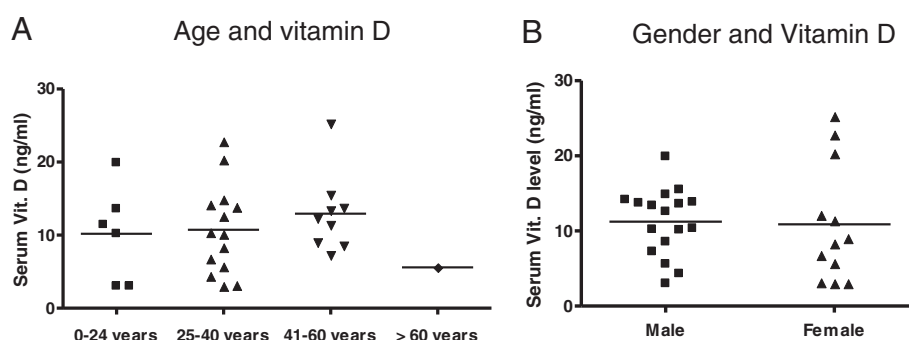 A
Age and vitamin D
Serum Vit. D (ng/ml)
30
20
10
0
0-24 years 25-40 years 41-60 years > 60 years
B
Gender and Vitamin D
Serum Vit. D level (ng/ml)
30
20
10
0
Male Female